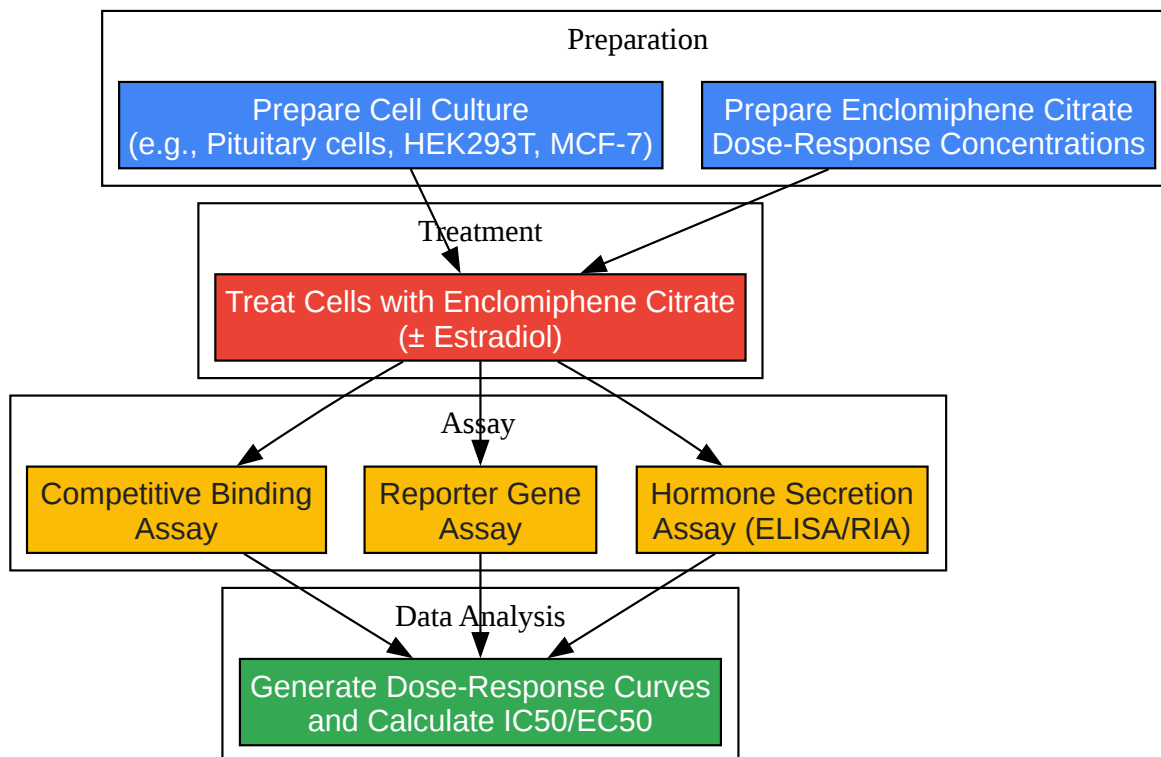 Preparation
Prepare Cell Culture
(e.g., Pituitary cells, HEK293T, MCF-7)
Prepare Enclomiphene Citrate
Dose-Response Concentrations
Treatment
Treat Cells with Enclomiphene Citrate
(± Estradiol)
Assay
Competitive Binding
Assay
Reporter Gene
Assay
Hormone Secretion
Assay (ELISA/RIA)
Data Analysis
Generate Dose-Response Curves
and Calculate IC50/EC50